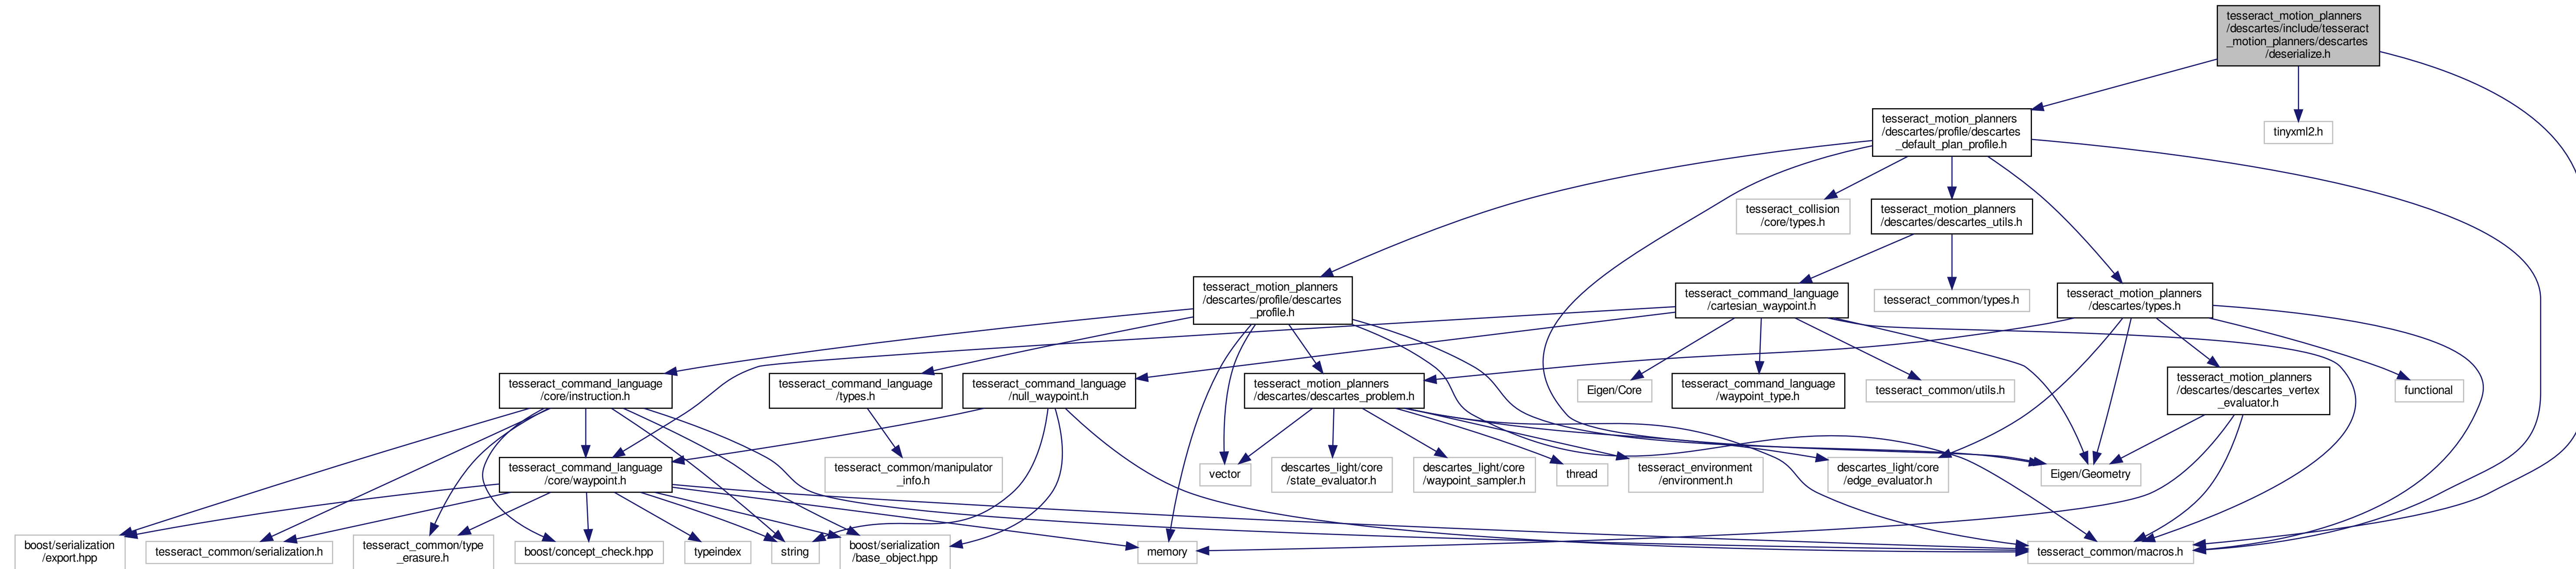 tesseract_motion_planners
/descartes/include/tesseract
_motion_planners/descartes
/deserialize.h
tesseract_motion_planners
/descartes/profile/descartes
_default_plan_profile.h
tinyxml2.h
tesseract_collision
/core/types.h
tesseract_motion_planners
/descartes/descartes_utils.h
tesseract_motion_planners
/descartes/profile/descartes
_profile.h
tesseract_command_language
/cartesian_waypoint.h
tesseract_common/types.h
tesseract_motion_planners
/descartes/types.h
tesseract_command_language
/core/instruction.h
tesseract_command_language
/types.h
tesseract_command_language
/null_waypoint.h
tesseract_motion_planners
/descartes/descartes_problem.h
Eigen/Core
tesseract_command_language
/waypoint_type.h
tesseract_common/utils.h
tesseract_motion_planners
/descartes/descartes_vertex
_evaluator.h
functional
tesseract_command_language
/core/waypoint.h
tesseract_common/manipulator
_info.h
vector
descartes_light/core
/state_evaluator.h
descartes_light/core
/waypoint_sampler.h
thread
tesseract_environment
/environment.h
descartes_light/core
/edge_evaluator.h
Eigen/Geometry
boost/serialization
/export.hpp
tesseract_common/serialization.h
tesseract_common/type
_erasure.h
boost/concept_check.hpp
typeindex
string
boost/serialization
/base_object.hpp
memory
tesseract_common/macros.h